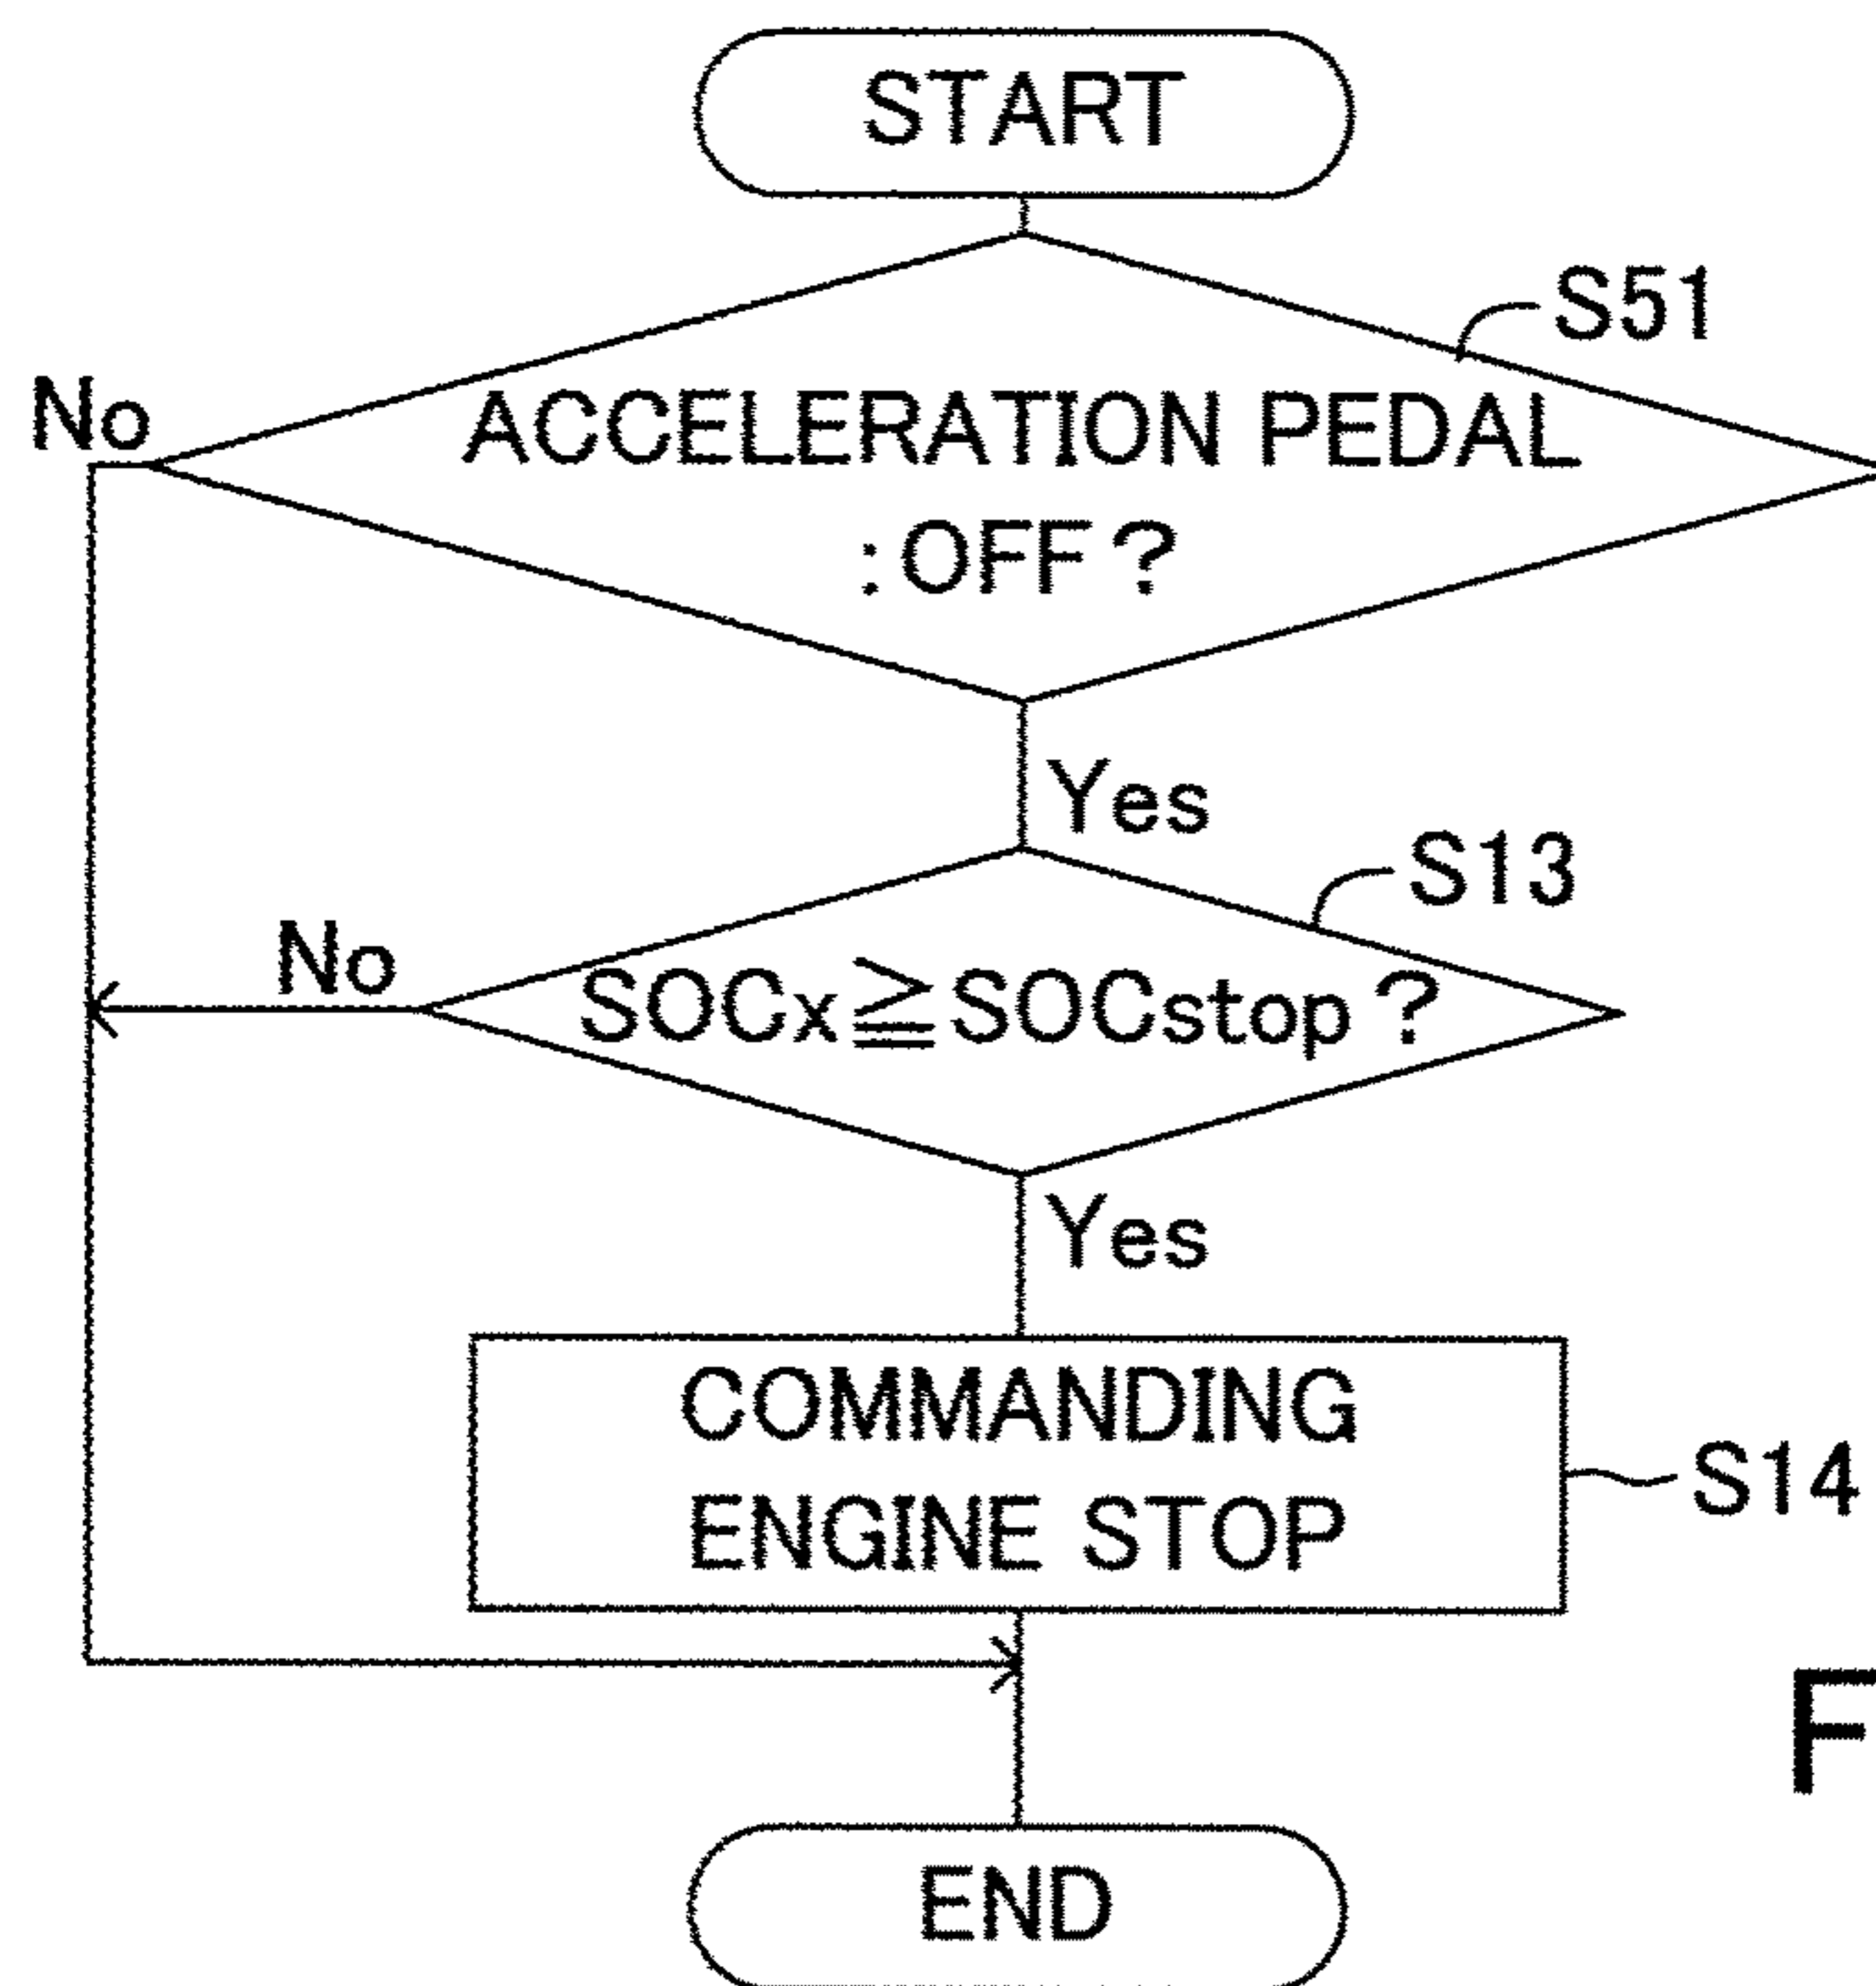 START
S51
No
ACCELERATION PEDAL
:OFF?
Yes
S13
No
SOCx≧SOCstop?
Yes
COMMANDING
ENGINE STOP
S14
F
END